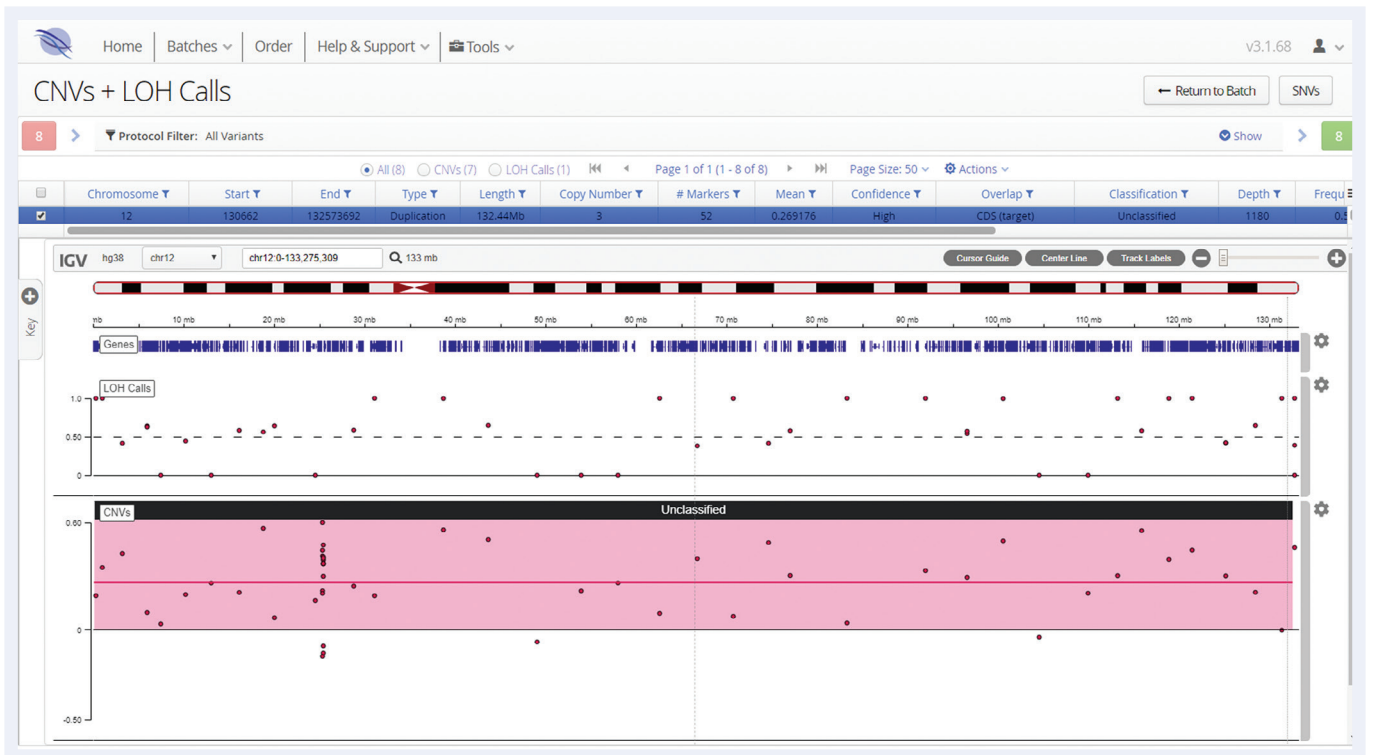 Home Batches Order Help & Support Tools v3.1.68
CNVs + LOH Calls ← Return to Batch SNVs
8 Protocol Filter: All Variants Show 8
All (8) CNVs (7) LOH Calls (1) Page 1 of 1 (1 - 8 of 8) Page Size: 50 Actions
Chromosome Start End Type Length Copy Number # Markers Mean Confidence Overlap Classification Depth Frequ
12 130662 132573692 Duplication 132.44Mb 3 52 0.269176 High CDS (target) Unclassified 1180
IGV hg38 chr12 chr12:0-133,275,309 133 mb Cursor Guide Center Line Track Labels
Key
mb 10 mb 20 mb 30 mb 40 mb 50 mb 60 mb 70 mb 80 mb 90 mb 100 mb 110 mb 120 mb 130 mb
Genes
LOH Calls
1.0
0.50
0
CNVs Unclassified
0.60
0
-0.50